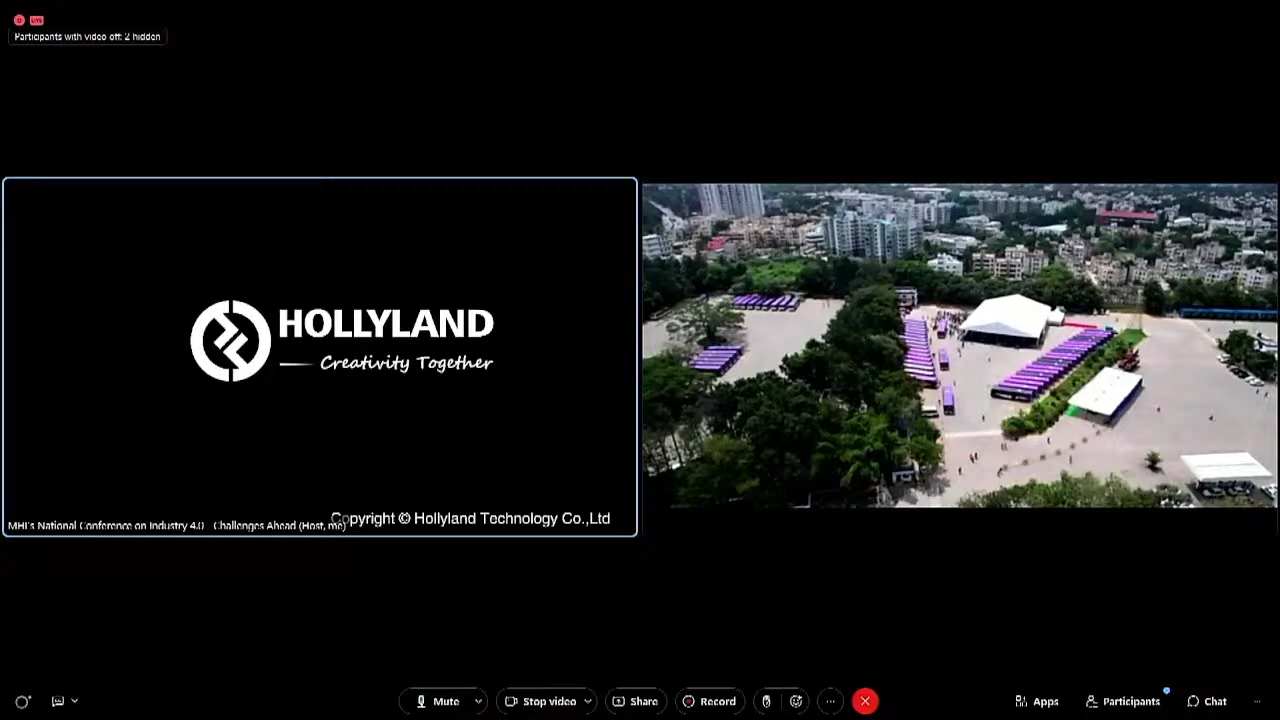 LIVE
Participants with video off: 2 hidden
HOLLYLAND
Creativity Together
Copyright © Hollyland Technology Co.,Ltd
MHI's National Conference on Industry 4.0 Challenges Ahead (Host, me)
Mute
Stop video
Share
Record
Apps
Participants
Chat